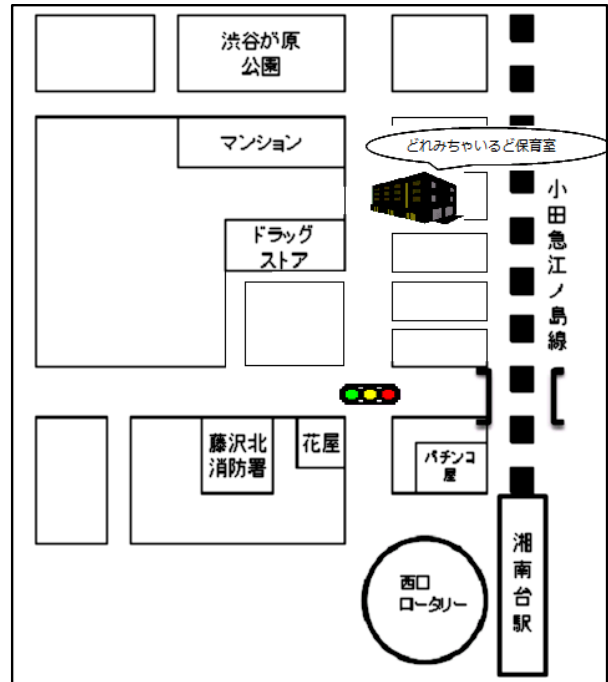 渋谷が原
公園
マンション
どれみちゃいるど保育室
ドラッグ
ストア
小田急江ノ島線
藤沢北
消防署
花屋
パチンコ
屋
西口
ロータリー
湘南台駅